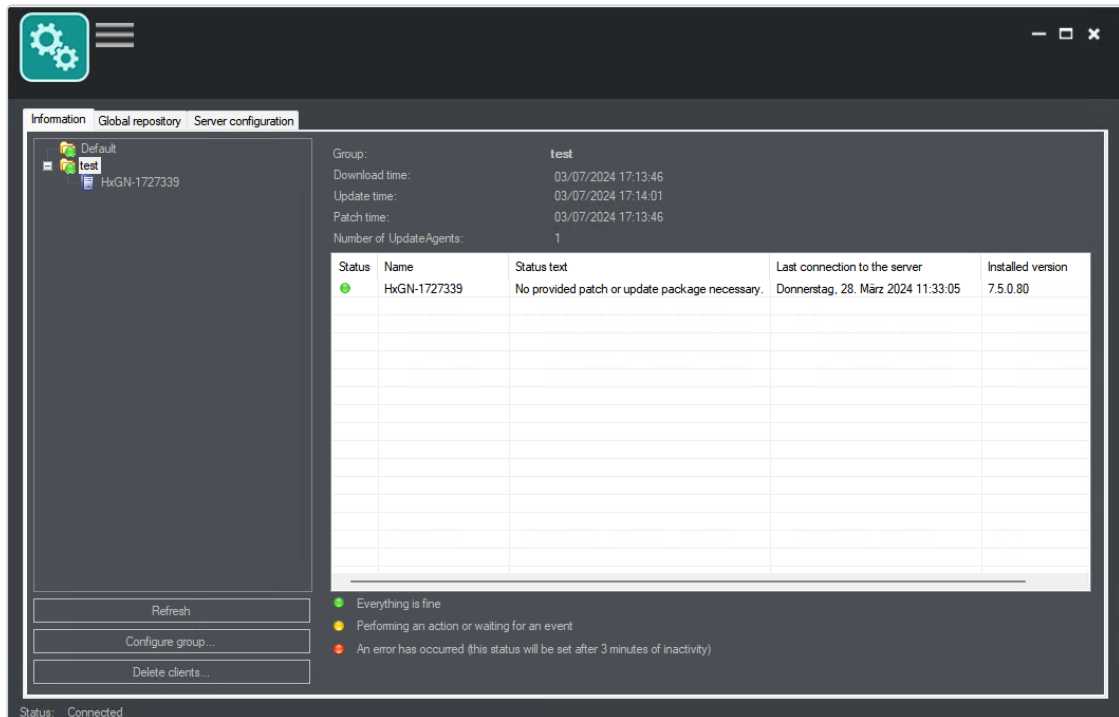 Information Global repository Server configuration
Default
test
HxGN-1727339
Group: test
Download time: 03/07/2024 17:13:46
Update time: 03/07/2024 17:14:01
Patch time: 03/07/2024 17:13:46
Number of UpdateAgents: 1
Status Name Status text Last connection to the server Installed version
HxGN-1727339 No provided patch or update package necessary. Donnerstag, 28. März 2024 11:33:05 7.5.0.80
Refresh
Configure group...
Delete clients...
Everything is fine
Performing an action or waiting for an event
An error has occurred (this status will be set after 3 minutes of inactivity)
Status: Connected